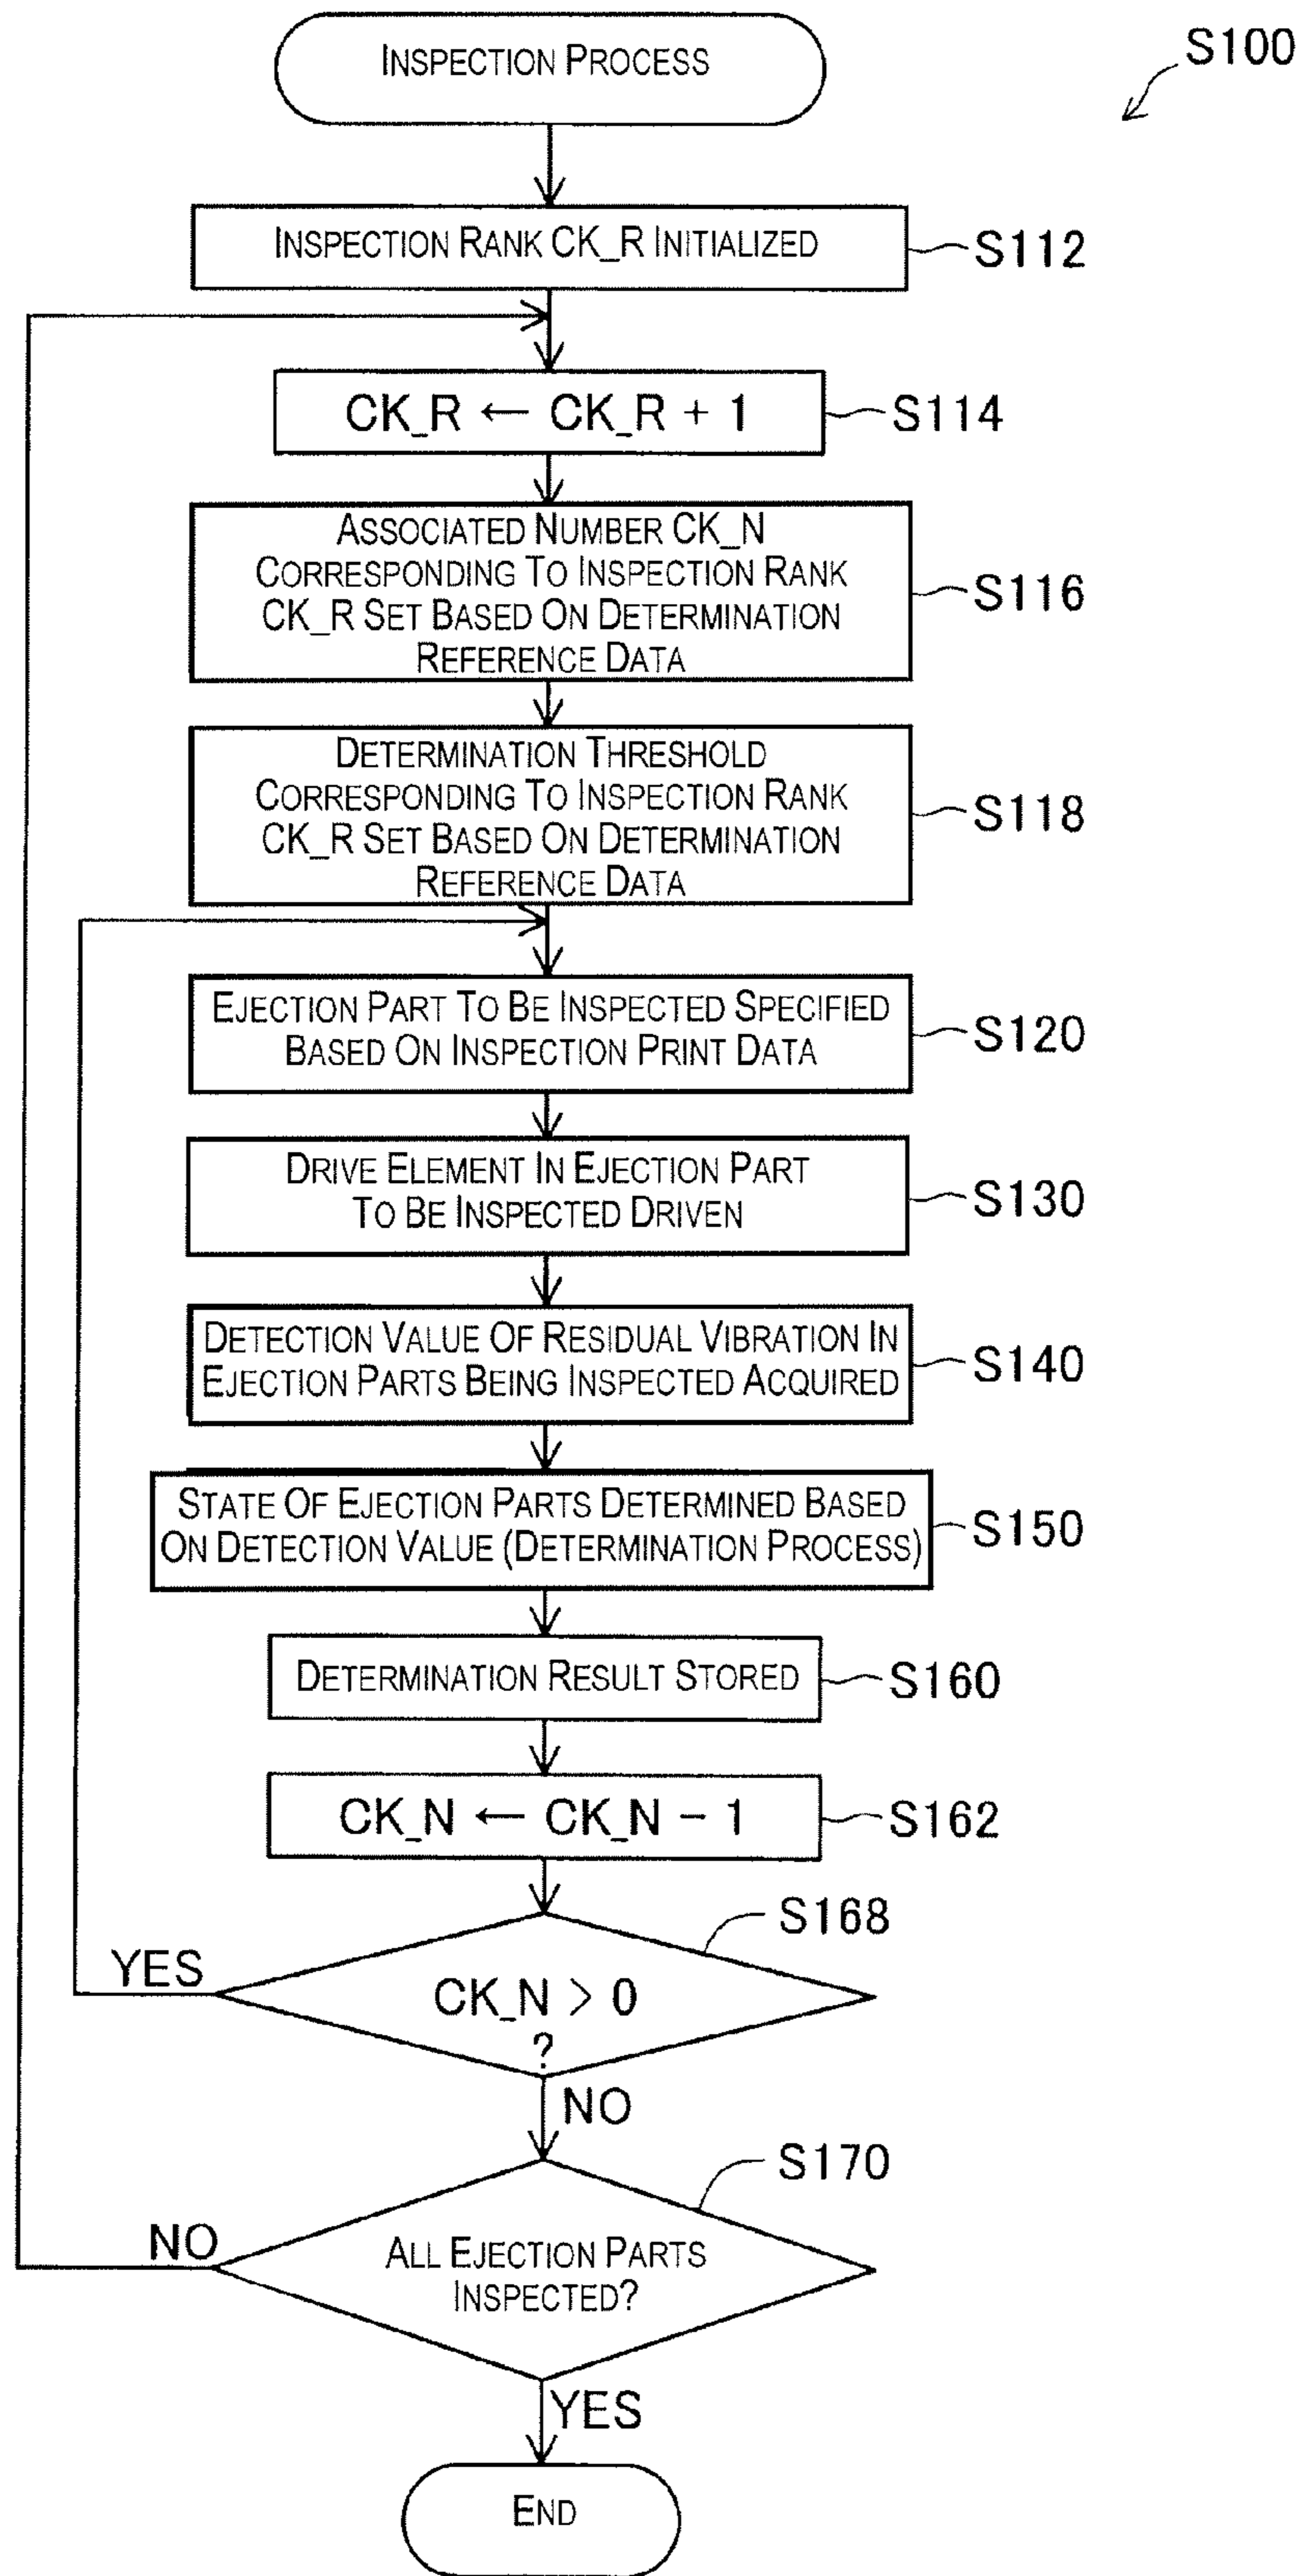 INSPECTION PROCESS
S100
INSPECTION RANK CK_R INITIALIZED
S112
CK_R ← CK_R + 1
S114
ASSOCIATED NUMBER CK_N
CORRESPONDING TO INSPECTION RANK
CK_R SET BASED ON DETERMINATION
REFERENCE DATA
S116
DETERMINATION THRESHOLD
CORRESPONDING TO INSPECTION RANK
CK_R SET BASED ON DETERMINATION
REFERENCE DATA
S118
EJECTION PART TO BE INSPECTED SPECIFIED
BASED ON INSPECTION PRINT DATA
S120
DRIVE ELEMENT IN EJECTION PART
TO BE INSPECTED DRIVEN
S130
DETECTION VALUE OF RESIDUAL VIBRATION IN
EJECTION PARTS BEING INSPECTED ACQUIRED
S140
STATE OF EJECTION PARTS DETERMINED BASED
ON DETECTION VALUE (DETERMINATION PROCESS)
S150
DETERMINATION RESULT STORED
S160
CK_N ← CK_N − 1
S162
S168
YES
CK_N > 0
?
NO
S170
NO
ALL EJECTION PARTS
INSPECTED?
YES
END